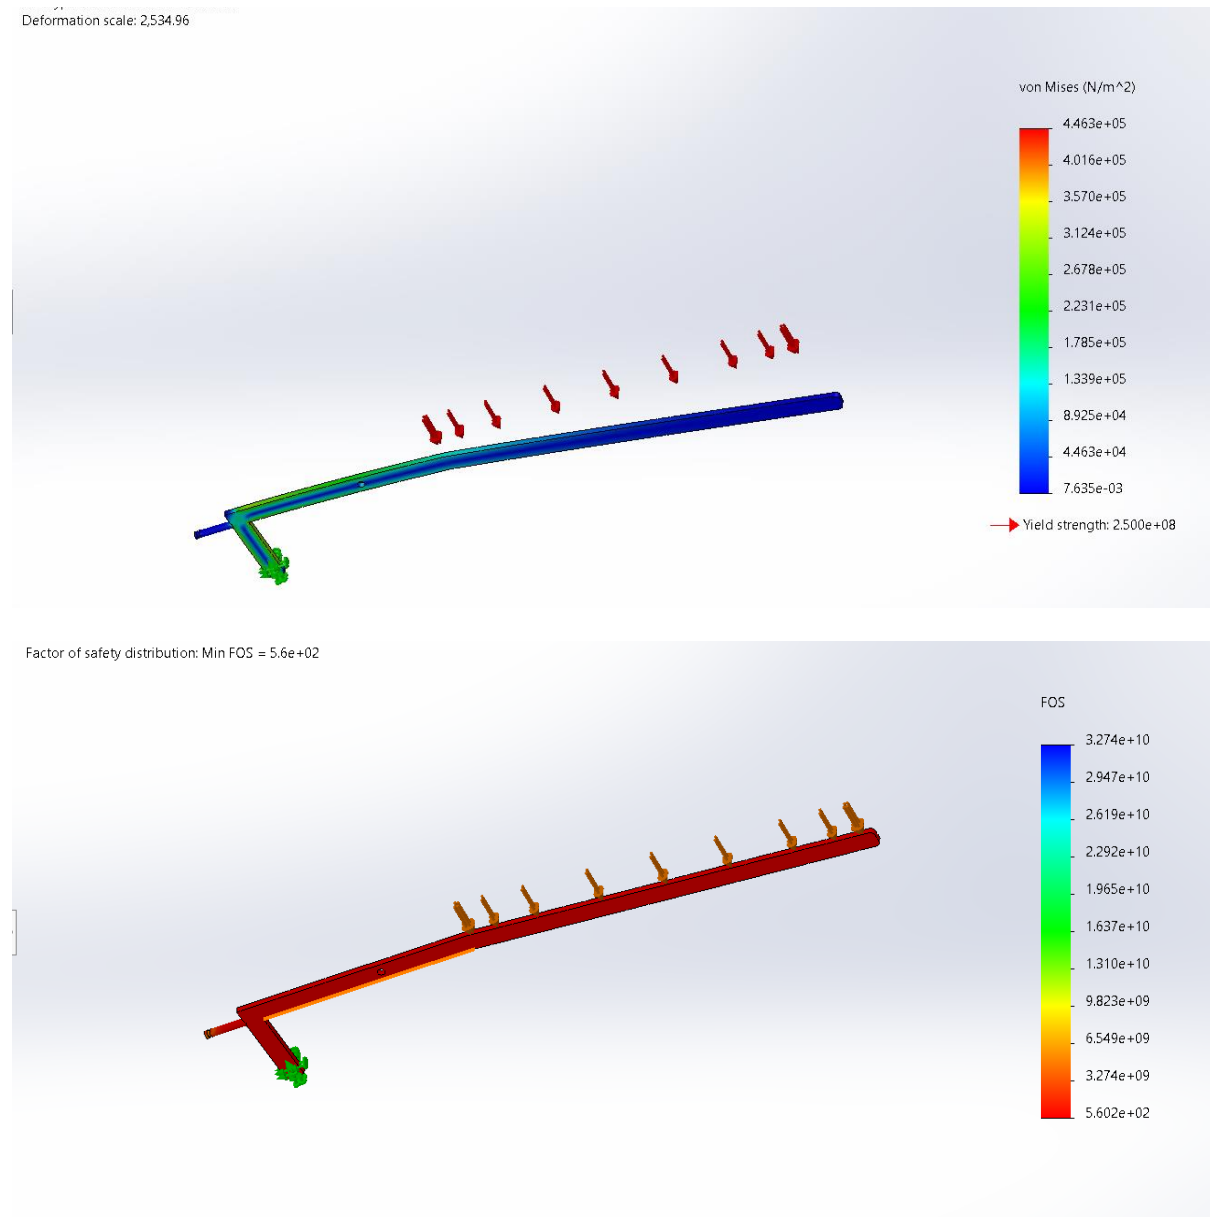 Deformation scale: 2,534.96
von Mises (N/m^2)
4.463e+05
4.016e+05
3.570e+05
3.124e+05
2.678e+05
2.231e+05
1.785e+05
1.339e+05
8.925e+04
4.463e+04
7.635e-03
Yield strength: 2.500e+08
Factor of safety distribution: Min FOS = 5.6e+02
FOS
3.274e+10
2.947e+10
2.619e+10
2.292e+10
1.965e+10
1.637e+10
1.310e+10
9.823e+09
6.549e+09
3.274e+09
5.602e+02